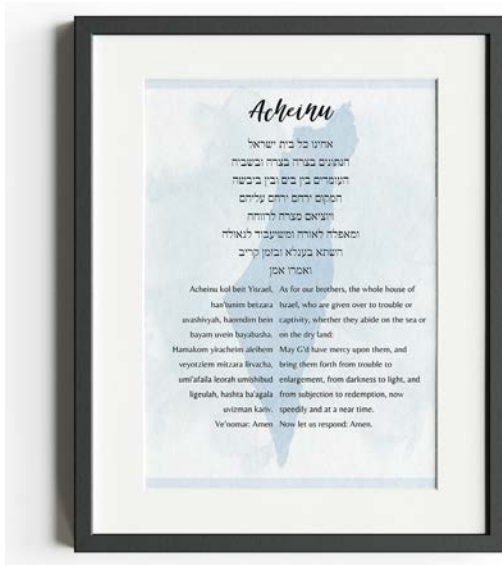 Acheinu
אחינו כל בית ישראל
הנתונים בצרה בצרה ובשביה
העומדים בין בים ובין ביבשה
המקום ירחם ירחם עליהם
ויוציאם מצרה לרווחה
ומאפלה לאורה ומשיעבוד לגאולה
השתא בעגלא ובזמן קריב
ואמרו אמן
Acheinu kol beit Yisrael,
han'tunim betzara
uvashivyah, haomdim bein
bayam uvein bayabasha.
Hamakom yiracheim aleihem
veyotziem mitzara lirvacha,
umi'afaila leorah umishibud
ligeulah, hashta ba'agala
uvizman kariv.
Ve'nomar: Amen
As for our brothers, the whole house of
Israel, who are given over to trouble or
captivity, whether they abide on the sea or
on the dry land:
May G'd have mercy upon them, and
bring them forth from trouble to
enlargement, from darkness to light, and
from subjection to redemption, now
speedily and at a near time.
Now let us respond: Amen.